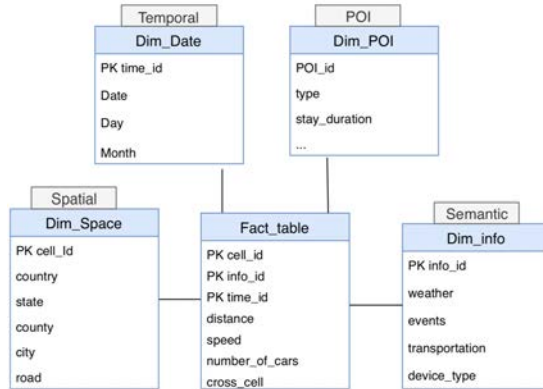 Temporal
Dim_Date
PK time_id
Date
Day
Month
POI
Dim_POI
POI_id
type
stay_duration
...
Spatial
Dim_Space
PK cell_Id
country
state
county
city
road
Fact_table
PK cell_id
PK info_id
PK time_id
distance
speed
number_of_cars
cross_cell
Semantic
Dim_info
PK info_id
weather
events
transportation
device_type